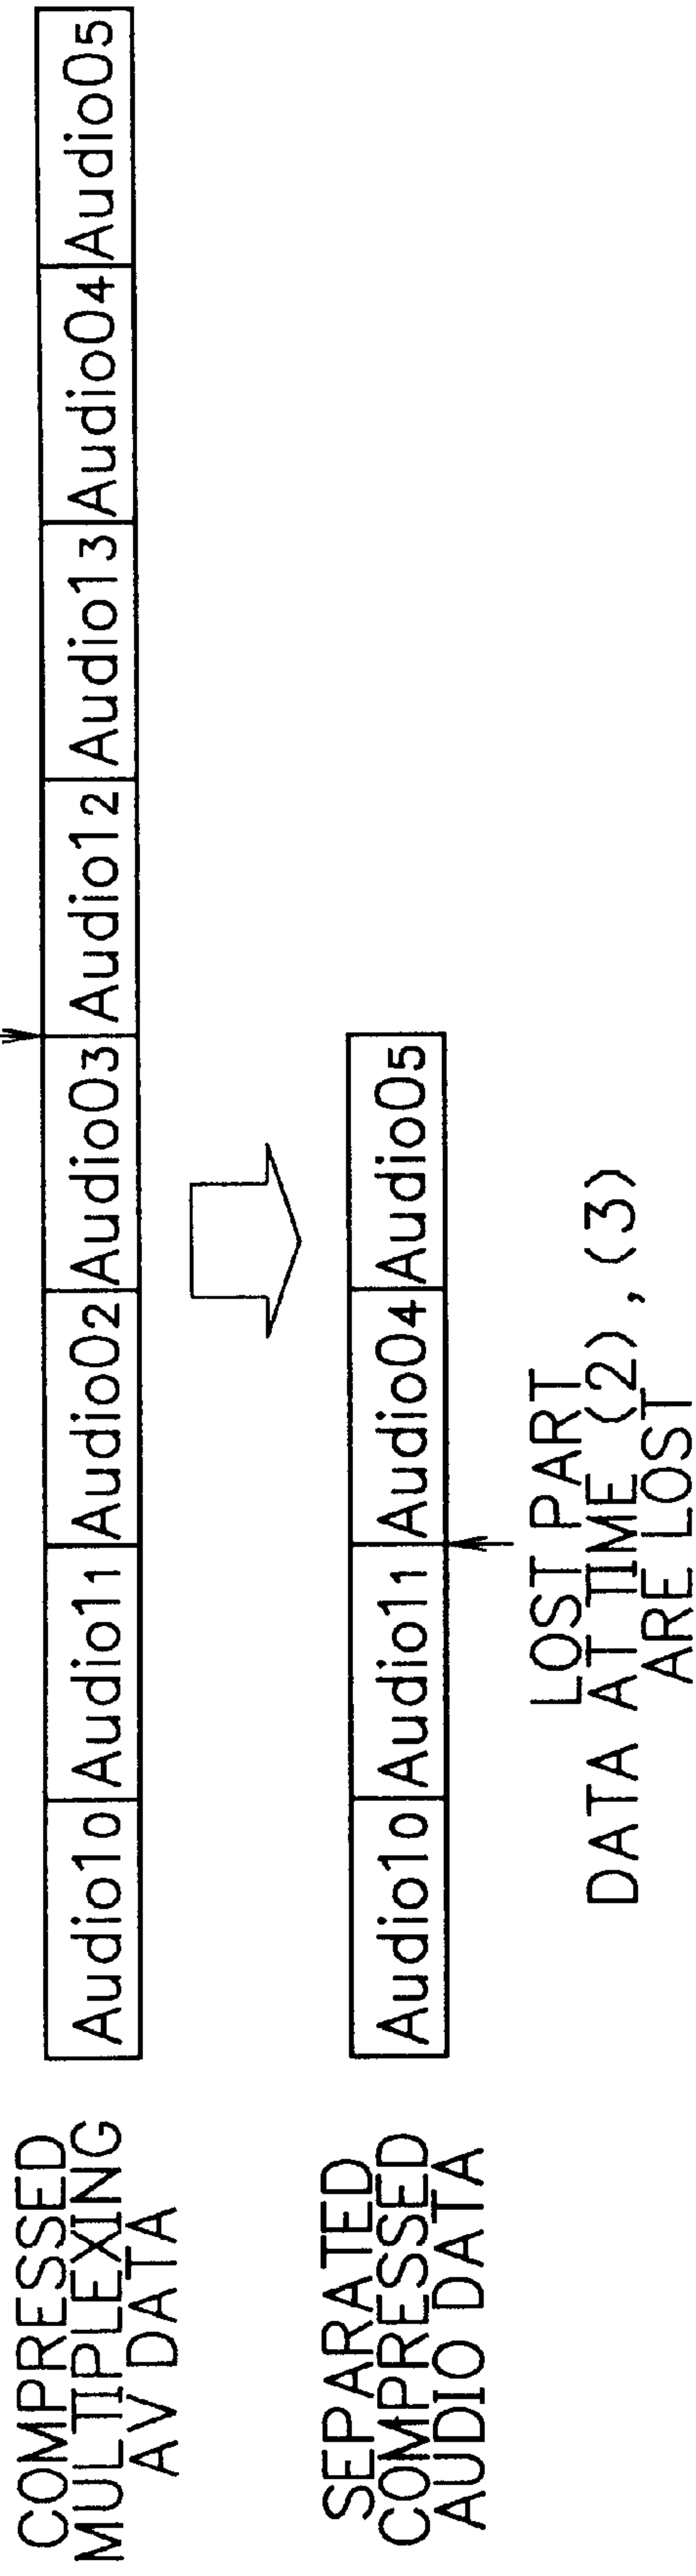 COMPRESSED
MULTIPLEXING
AV DATA
Audio10 Audio11 Audio02 Audio03 Audio12 Audio13 Audio04 Audio05
SEPARATED
COMPRESSED
AUDIO DATA
Audio10 Audio11 Audio04 Audio05
LOST PART
DATA AT TIME (2), (3)
ARE LOST